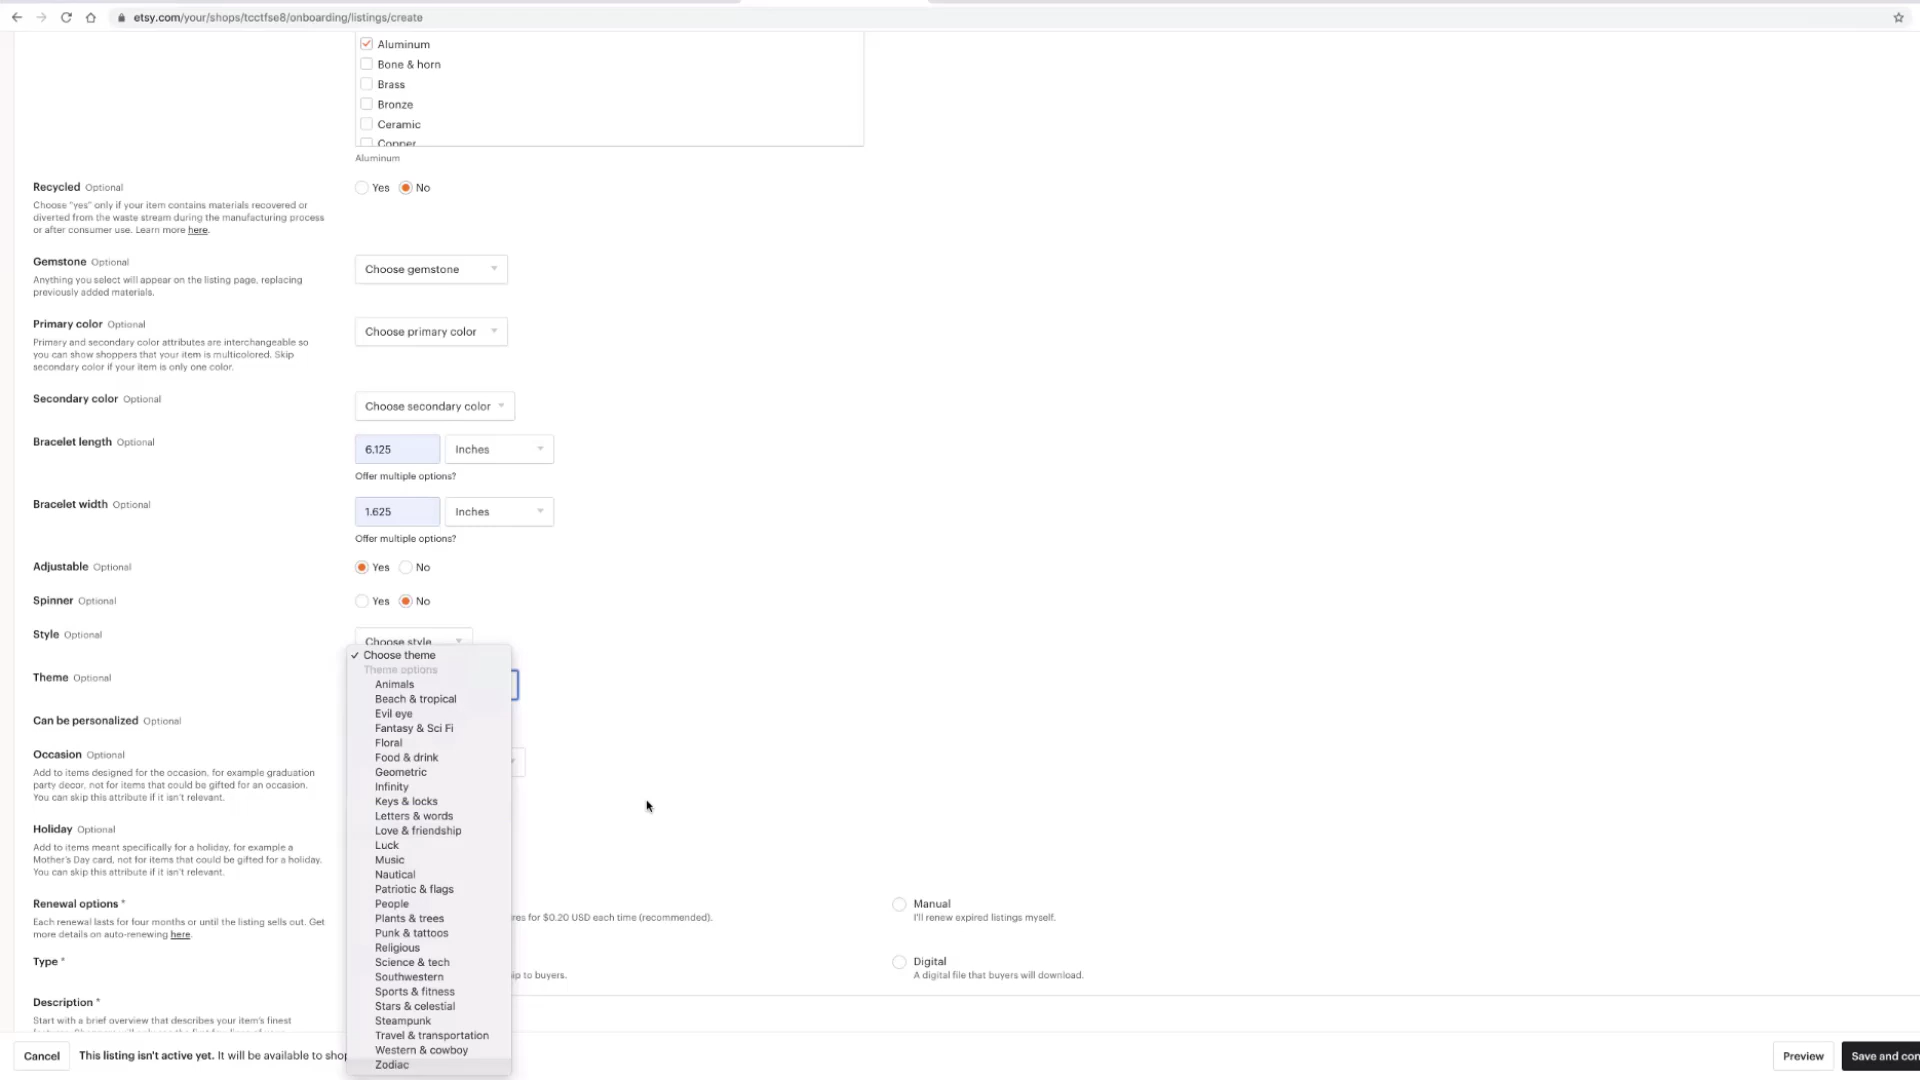 etsy.com/your/shops/tcctfse8/onboarding/listings/create
Aluminum
Bone & horn
Brass
Bronze
Ceramic
Copper
Aluminum
Recycled Optional
Yes No
Choose "yes" only if your item contains materials recovered or
diverted from the waste stream during the manufacturing process
or after consumer use. Learn more here.
Gemstone Optional
Choose gemstone
Anything you select will appear on the listing page, replacing
previously added materials.
Primary color Optional
Choose primary color
Primary and secondary color attributes are interchangeable so
you can show shoppers that your item is multicolored. Skip
secondary color if your item is only one color.
Secondary color Optional
Choose secondary color
Bracelet length Optional
6.125 Inches
Offer multiple options?
Bracelet width Optional
1.625 Inches
Offer multiple options?
Adjustable Optional
Yes No
Spinner Optional
Yes No
Style Optional
Choose style
Theme Optional
Choose theme
Theme options
Animals
Beach & tropical
Evil eye
Fantasy & Sci Fi
Floral
Food & drink
Geometric
Infinity
Keys & locks
Letters & words
Love & friendship
Luck
Music
Nautical
Patriotic & flags
People
Plants & trees
Punk & tattoos
Religious
Science & tech
Southwestern
Sports & fitness
Stars & celestial
Steampunk
Travel & transportation
Western & cowboy
Zodiac
Can be personalized Optional
Occasion Optional
Add to items designed for the occasion, for example graduation
party decor, not for items that could be gifted for an occasion.
You can skip this attribute if it isn't relevant.
Holiday Optional
Add to items meant specifically for a holiday, for example a
Mother's Day card, not for items that could be gifted for a holiday.
You can skip this attribute if it isn't relevant.
Renewal options *
Each renewal lasts for four months or until the listing sells out. Get
more details on auto-renewing here.
res for $0.20 USD each time (recommended).
Manual
I'll renew expired listings myself.
Type *
ip to buyers.
Digital
A digital file that buyers will download.
Description *
Start with a brief overview that describes your item's finest
Cancel
This listing isn't active yet. It will be available to shop
Preview
Save and con